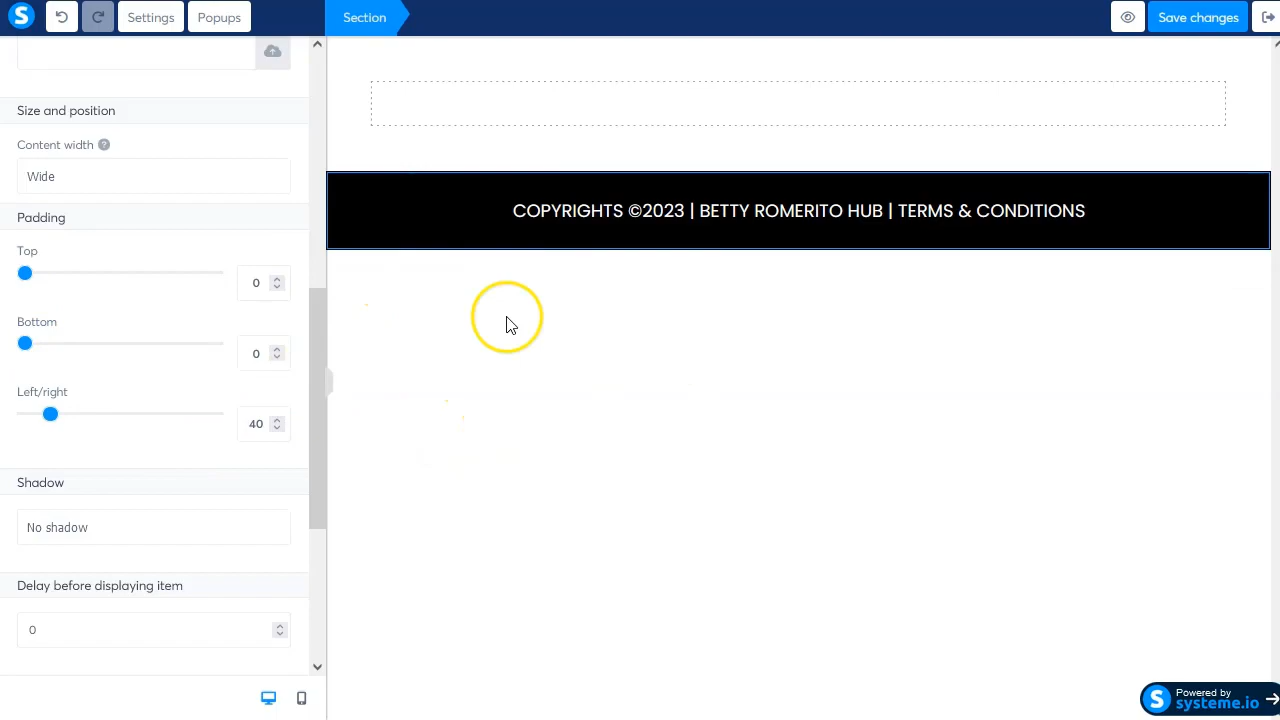 S
Settings
Popups
Section
Save changes
Size and position
Content width ?
Wide
Padding
Top
0
Bottom
0
Left/right
40
Shadow
No shadow
Delay before displaying item
0
COPYRIGHTS ©2023 | BETTY ROMERITO HUB | TERMS & CONDITIONS
S
Powered by
systeme.io